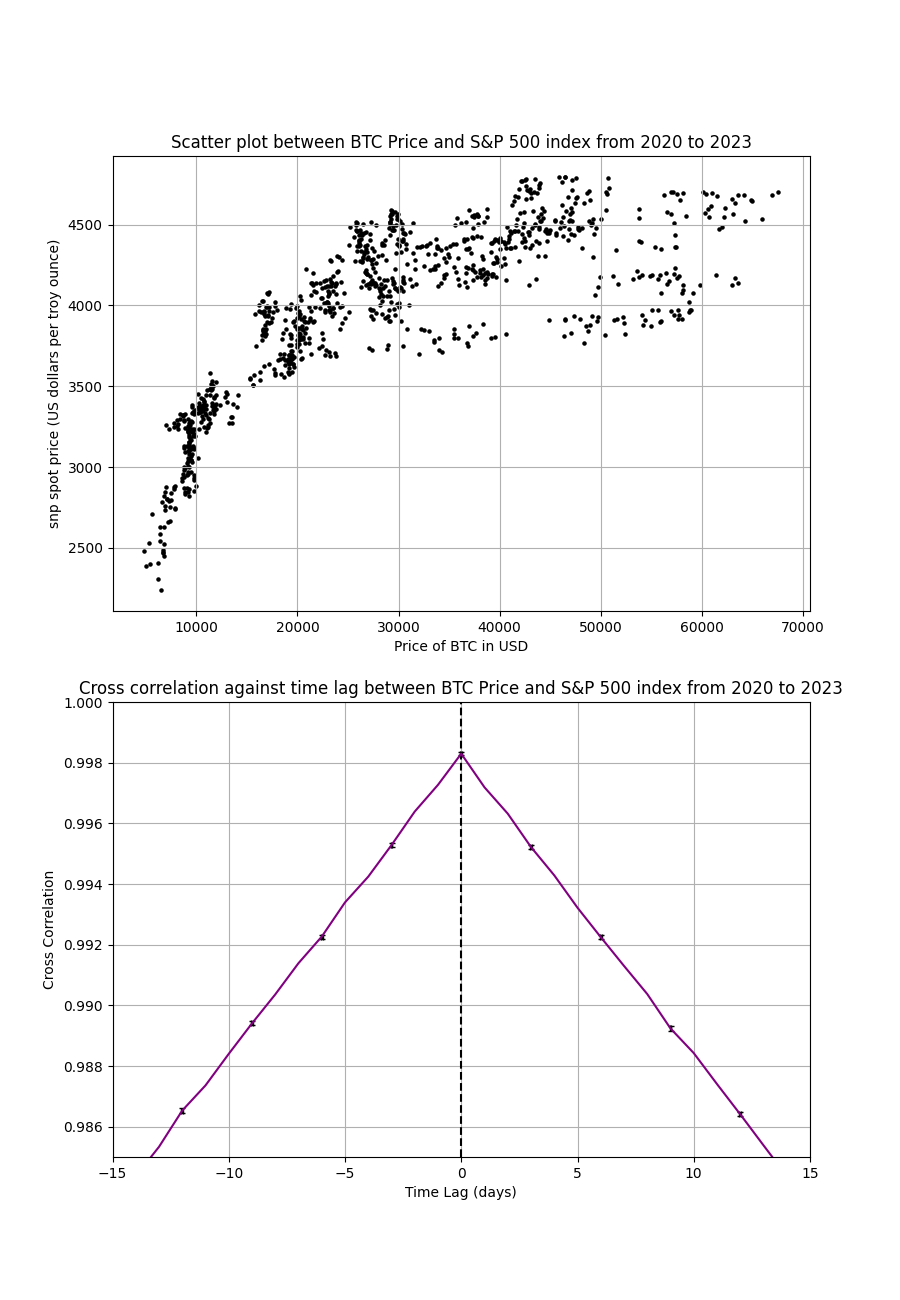 Scatter plot between BTC Price and S&P 500 index from 2020 to 2023
snp spot price (US dollars per troy ounce)
4500
4000
3500
3000
2500
10000 20000 30000 40000 50000 60000 70000
Price of BTC in USD
Cross correlation against time lag between BTC Price and S&P 500 index from 2020 to 2023
Cross Correlation
1.000
0.998
0.996
0.994
0.992
0.990
0.988
0.986
−15 −10 −5 0 5 10 15
Time Lag (days)